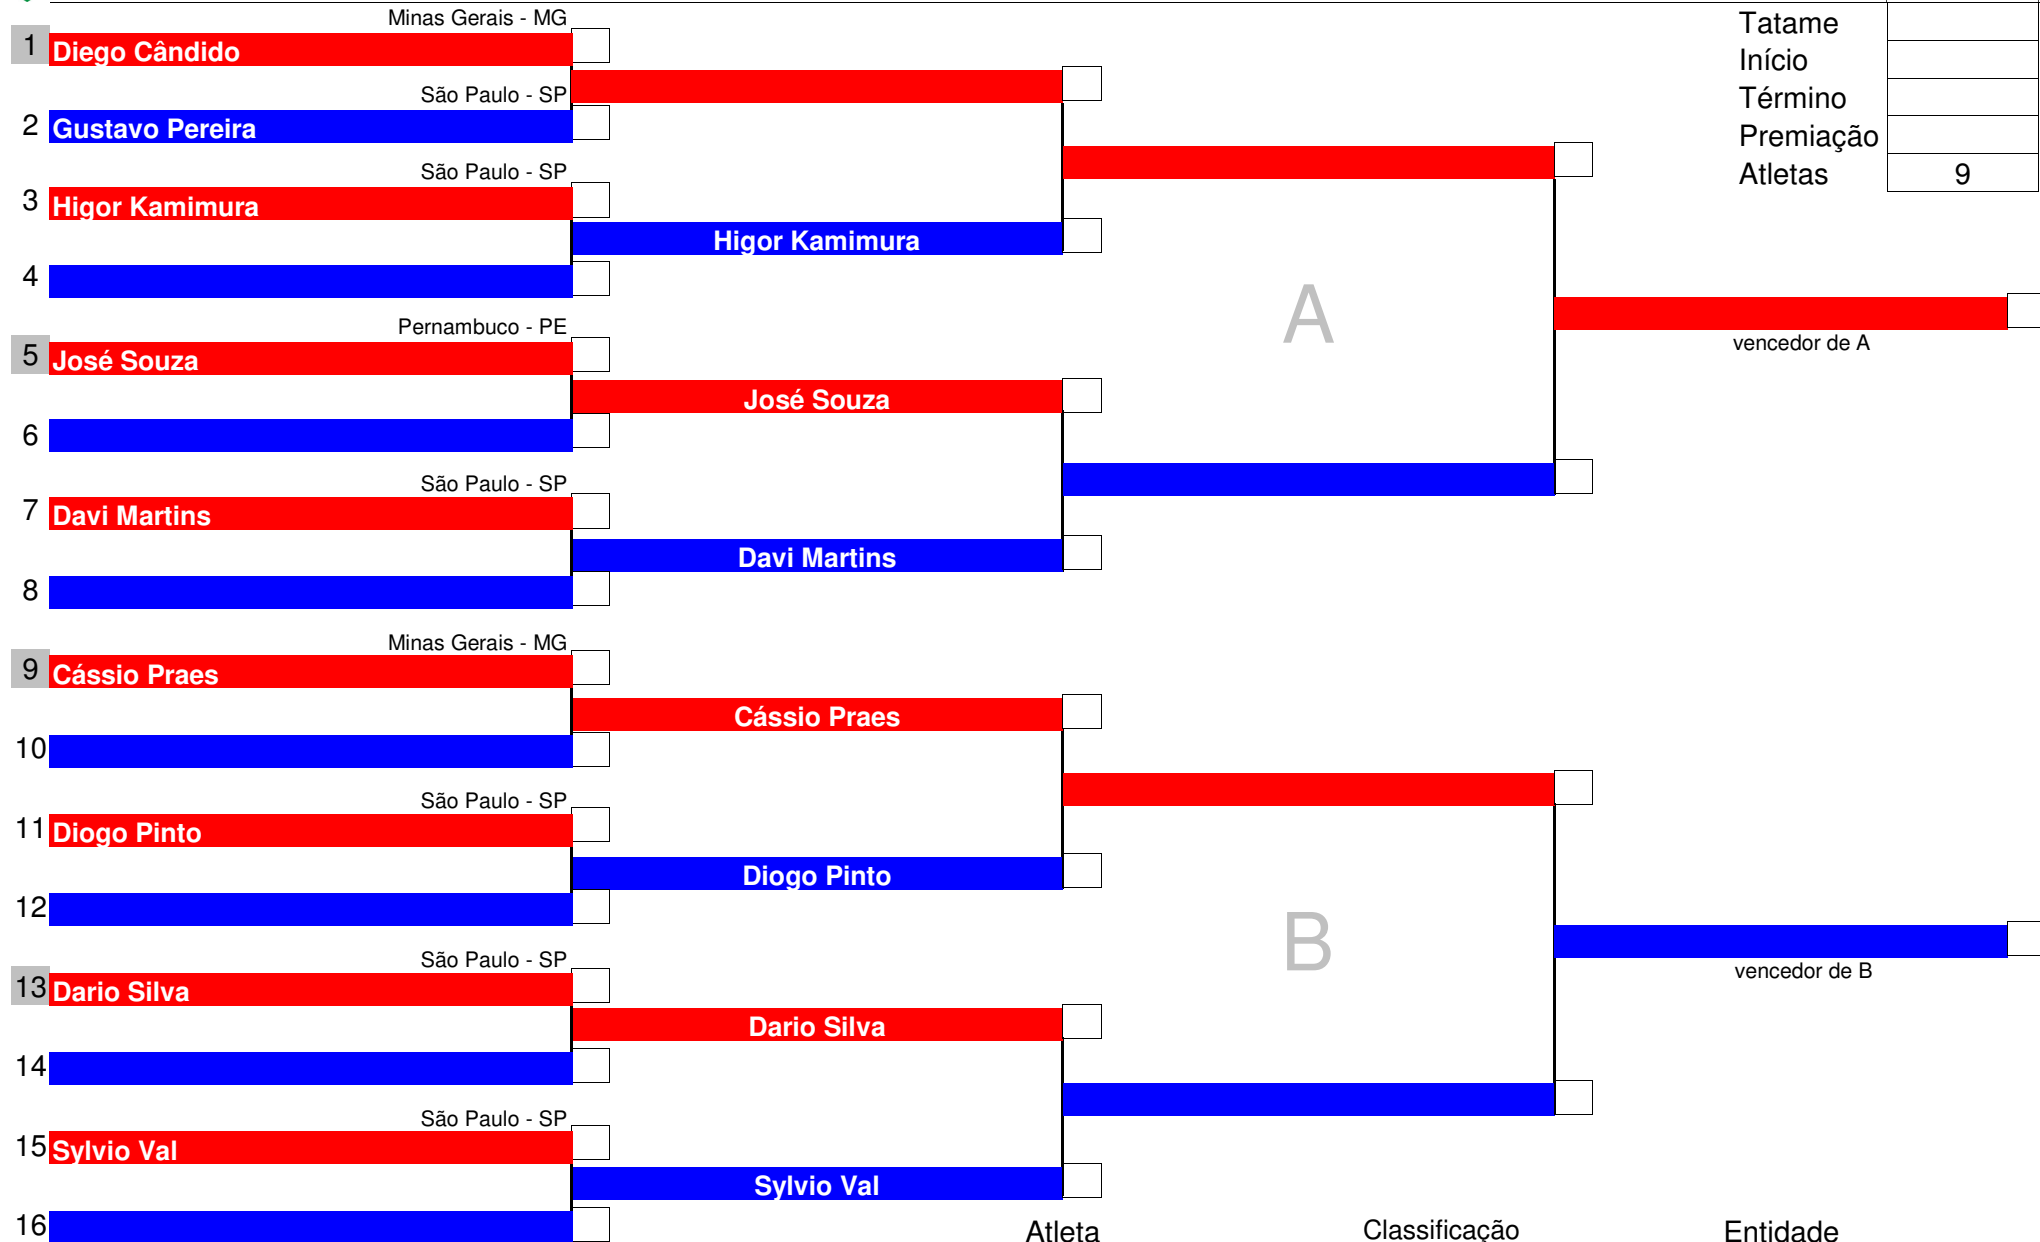 Minas Gerais - MG
Tatame
1 Diego Cândido
Início
São Paulo - SP
Término
2 Gustavo Pereira
Premiação
São Paulo - SP
Atletas 9
3 Higor Kamimura
Higor Kamimura
4
A
Pernambuco - PE
vencedor de A
5 José Souza
José Souza
6
São Paulo - SP
7 Davi Martins
Davi Martins
8
Minas Gerais - MG
9 Cássio Praes
Cássio Praes
10
São Paulo - SP
11 Diogo Pinto
Diogo Pinto
12
B
São Paulo - SP
vencedor de B
13 Dario Silva
Dario Silva
14
São Paulo - SP
15 Sylvio Val
Sylvio Val
16
Atleta Classificação Entidade